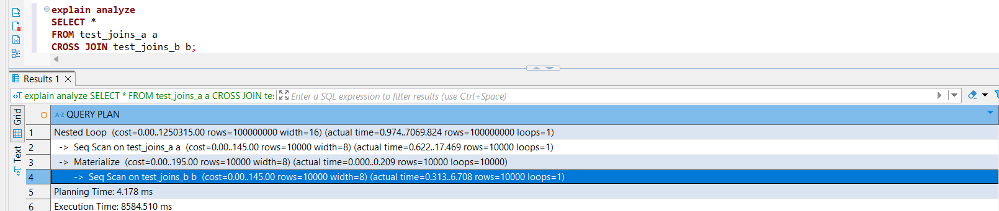 explain analyze
SELECT *
FROM test_joins_a a
CROSS JOIN test_joins_b b;
Results 1
explain analyze SELECT * FROM test_joins_a a CROSS JOIN te:
Enter a SQL expression to filter results (use Ctrl+Space)
Grid
Text
A-Z QUERY PLAN
1 Nested Loop (cost=0.00..1250315.00 rows=100000000 width=16) (actual time=0.974..7069.824 rows=100000000 loops=1)
2 -> Seq Scan on test_joins_a a (cost=0.00..145.00 rows=10000 width=8) (actual time=0.622..17.469 rows=10000 loops=1)
3 -> Materialize (cost=0.00..195.00 rows=10000 width=8) (actual time=0.000..0.209 rows=10000 loops=10000)
4 -> Seq Scan on test_joins_b b (cost=0.00..145.00 rows=10000 width=8) (actual time=0.313..6.708 rows=10000 loops=1)
5 Planning Time: 4.178 ms
6 Execution Time: 8584.510 ms